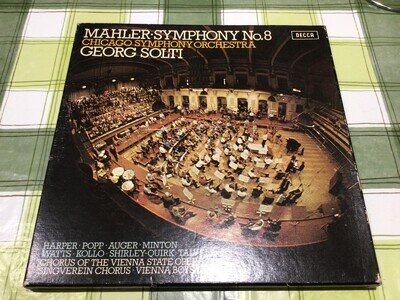 MAHLER·SYMPHONY No.8
CHICAGO SYMPHONY ORCHESTRA
GEORG SOLTI
DECCA
HARPER·POPP·AUGER·MINTON
WATTS·KOLLO·SHIRLEY-QUIRK·
CHORUS OF THE VIENNA STATE
SINGVEREIN CHORUS·VIENNA